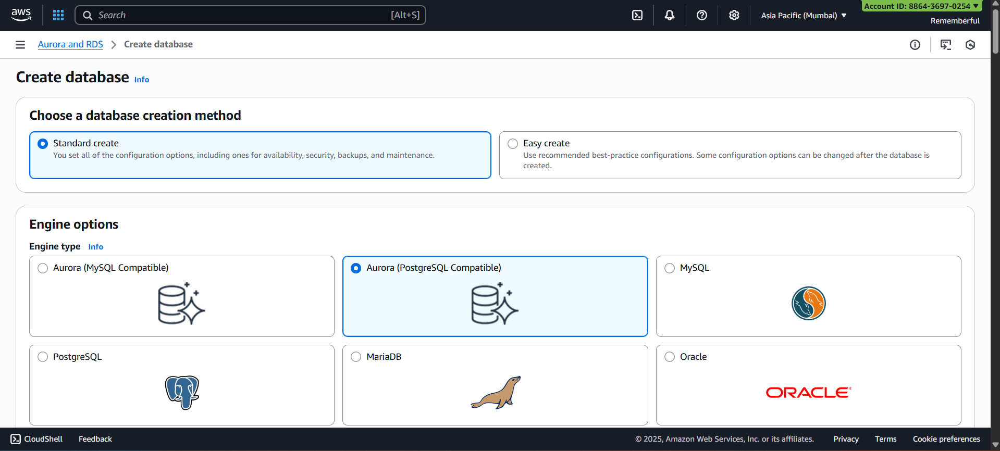 aws
Search
[Alt+S]
Asia Pacific (Mumbai)
Account ID: 8864-3697-0254
Rememberful
Aurora and RDS
Create database
Create database Info
Choose a database creation method
Standard create
You set all of the configuration options, including ones for availability, security, backups, and maintenance.
Easy create
Use recommended best-practice configurations. Some configuration options can be changed after the database is
created.
Engine options
Engine type Info
Aurora (MySQL Compatible)
Aurora (PostgreSQL Compatible)
MySQL
PostgreSQL
MariaDB
Oracle
ORACLE
CloudShell
Feedback
© 2025, Amazon Web Services, Inc. or its affiliates.
Privacy
Terms
Cookie preferences